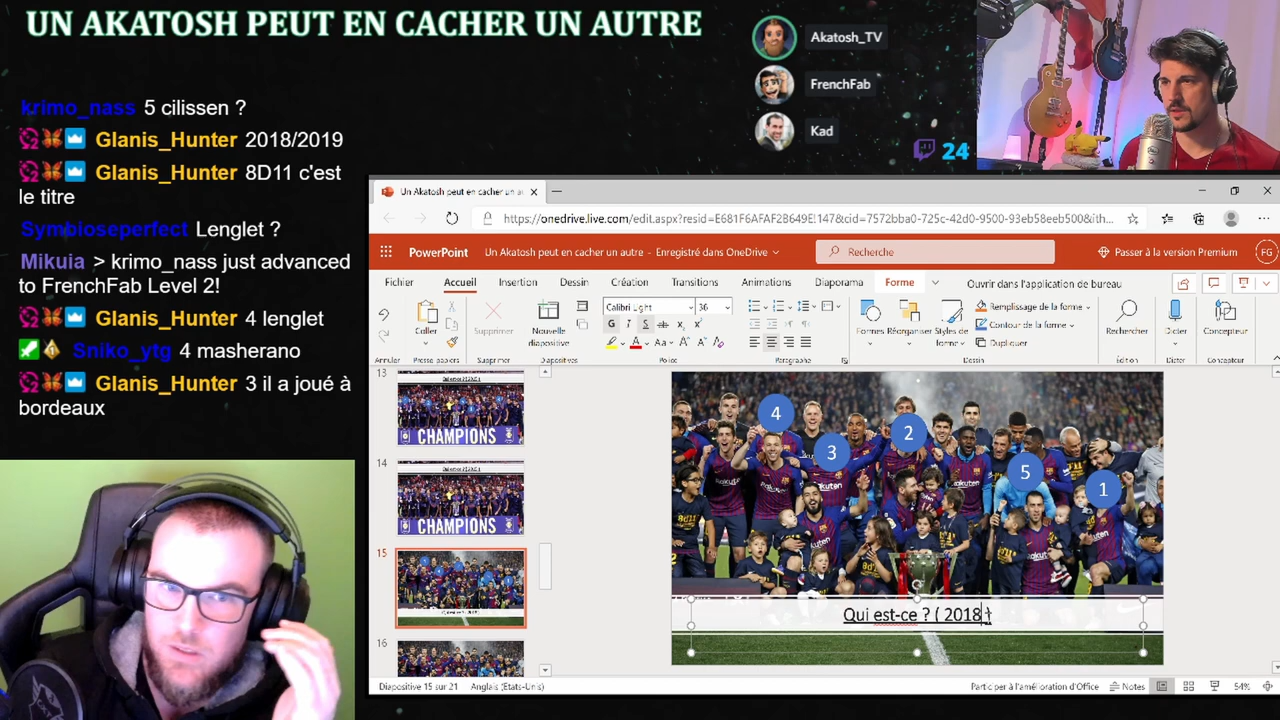 UN AKATOSH PEUT EN CACHER UN AUTRE
Akatosh_TV
FrenchFab
Kad
24
krimo_nass 5 cilissen ?
Glanis_Hunter 2018/2019
Glanis_Hunter 8D11 c'est
le titre
Symbioseperfect Lenglet ?
Mikuia > krimo_nass just advanced
to FrenchFab Level 2!
Glanis_Hunter 4 lenglet
Sniko_ytg 4 masherano
Glanis_Hunter 3 il a joué à
bordeaux
Un Akatosh peut en cacher un au
https://onedrive.live.com/edit.aspx?resid=E681F6AFAF2B649E!147&cid=7572bba0-725c-42d0-9500-93eb58eeb500&ith...
PowerPoint
Un Akatosh peut en cacher un autre - Enregistré dans OneDrive
Recherche
Passer à la version Premium
FG
Fichier
Accueil
Insertion
Dessin
Création
Transitions
Animations
Diaporama
Forme
Ouvrir dans l'application de bureau
Coller
Supprimer
Nouvelle
diapositive
Calibri Light
36
G I S ab
Aa
Formes
Réorganiser
Styles de
forme
Remplissage de la forme
Contour de la forme
Dupliquer
Rechercher
Dicter
Concepteur
Annuler
Presse papiers
Supprimer
Diapositives
Police
Paragraphe
Dessin
Édition
Dicter
Concepteur
13
CHAMPIONS
14
CHAMPIONS
15
16
4
3
2
5
1
Rakuten
8d11
Qui est-ce ? ( 2018 )
Diapositive 15 sur 21
Anglais (États-Unis)
Participer à l'amélioration d'Office
Notes
54%